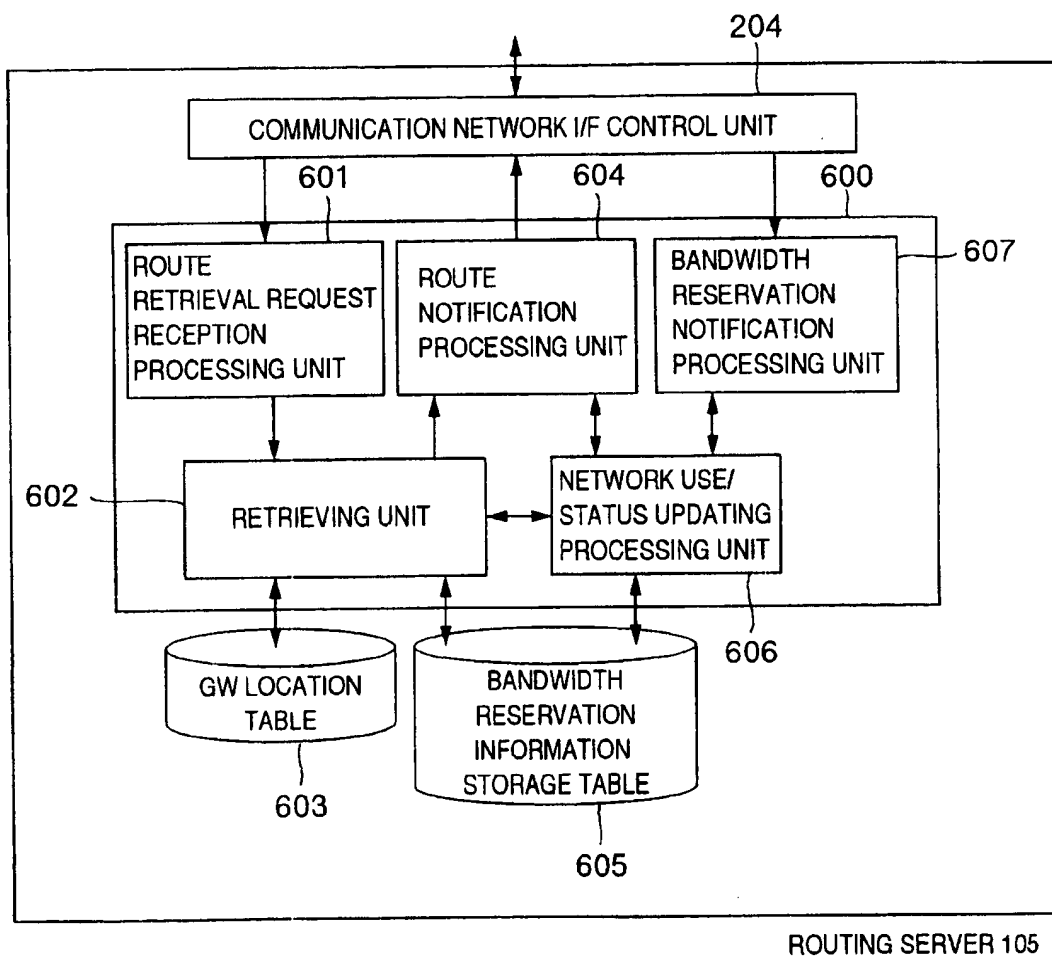 204
COMMUNICATION NETWORK I/F CONTROL UNIT
601
604
600
607
ROUTE
RETRIEVAL REQUEST
RECEPTION
PROCESSING UNIT
ROUTE
NOTIFICATION
PROCESSING UNIT
BANDWIDTH
RESERVATION
NOTIFICATION
PROCESSING UNIT
602
RETRIEVING UNIT
NETWORK USE/
STATUS UPDATING
PROCESSING UNIT
606
GW LOCATION
TABLE
603
BANDWIDTH
RESERVATION
INFORMATION
STORAGE TABLE
605
ROUTING SERVER 105